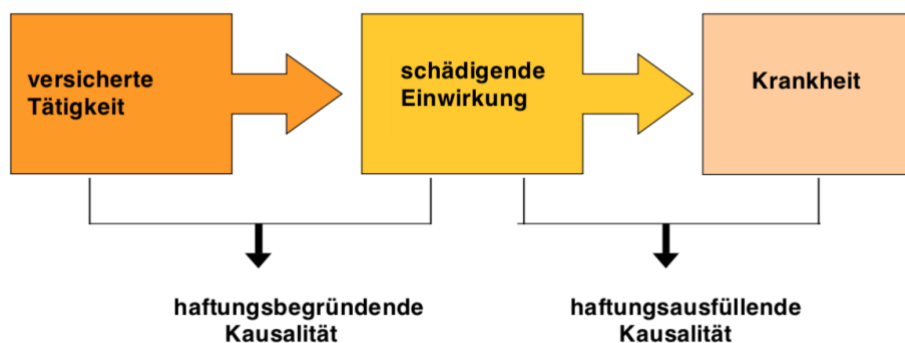 versicherte
Tätigkeit
schädigende
Einwirkung
Krankheit
haftungsbegründende
Kausalität
haftungsausfüllende
Kausalität